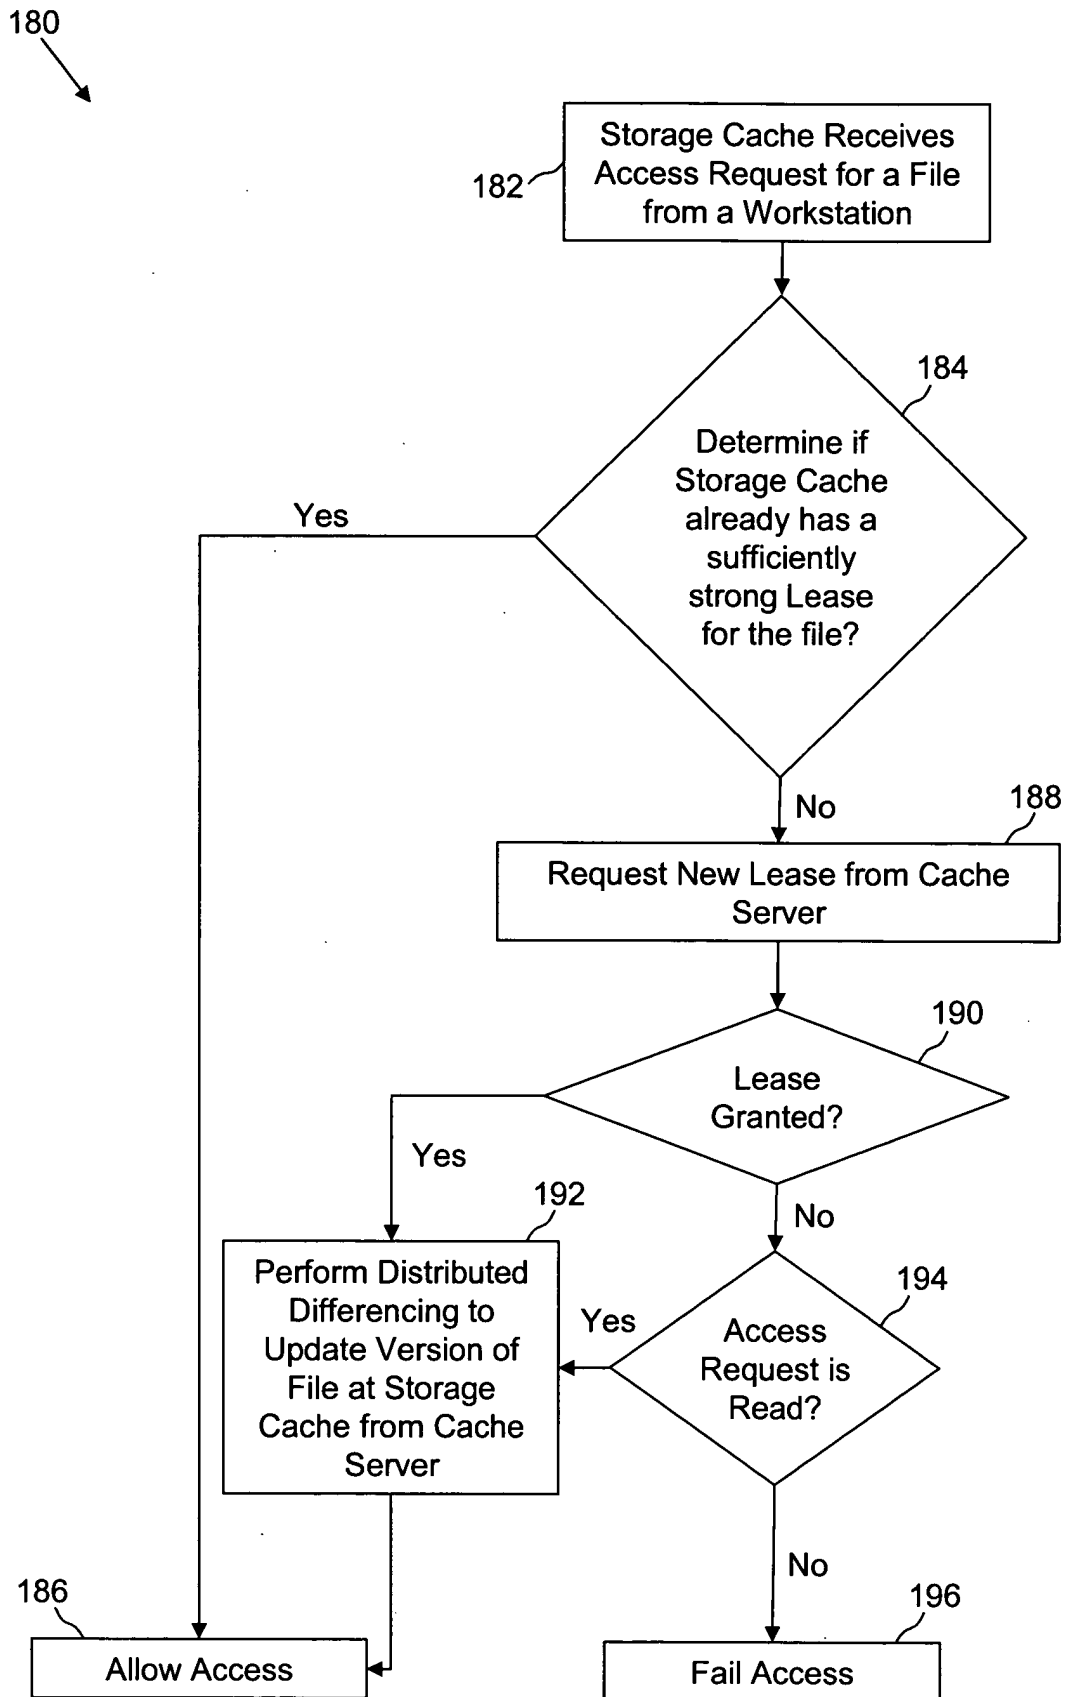 180
Storage Cache Receives
Access Request for a File
from a Workstation
182
184
Determine if
Storage Cache
already has a
sufficiently
strong Lease
for the file?
Yes
No
188
Request New Lease from Cache
Server
190
Lease
Granted?
Yes
No
192
Perform Distributed
Differencing to
Update Version of
File at Storage
Cache from Cache
Server
194
Access
Request is
Read?
Yes
No
186
Allow Access
196
Fail Access